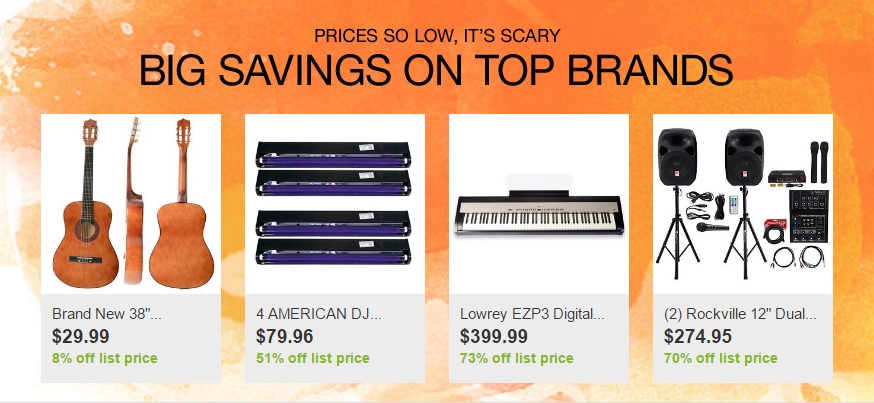 PRICES SO LOW, IT'S SCARY
BIG SAVINGS ON TOP BRANDS
Brand New 38"...
$29.99
8% off list price
4 AMERICAN DJ...
$79.96
51% off list price
Lowrey EZP3 Digital...
$399.99
73% off list price
(2) Rockville 12" Dual...
$274.95
70% off list price